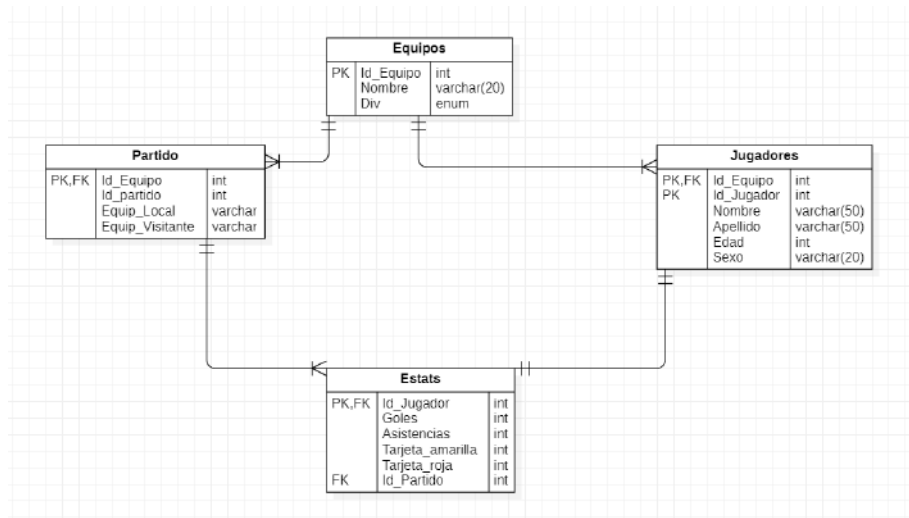 Equipos
PK Id_Equipo int
Nombre varchar(20)
Div enum
Partido
PK,FK Id_Equipo int
Id_partido int
Equip_Local varchar
Equip_Visitante varchar
Jugadores
PK,FK Id_Equipo int
PK Id_Jugador int
Nombre varchar(50)
Apellido varchar(50)
Edad int
Sexo varchar(20)
Estats
PK,FK Id_Jugador int
Goles int
Asistencias int
Tarjeta_amarilla int
Tarjeta_roja int
FK Id_Partido int